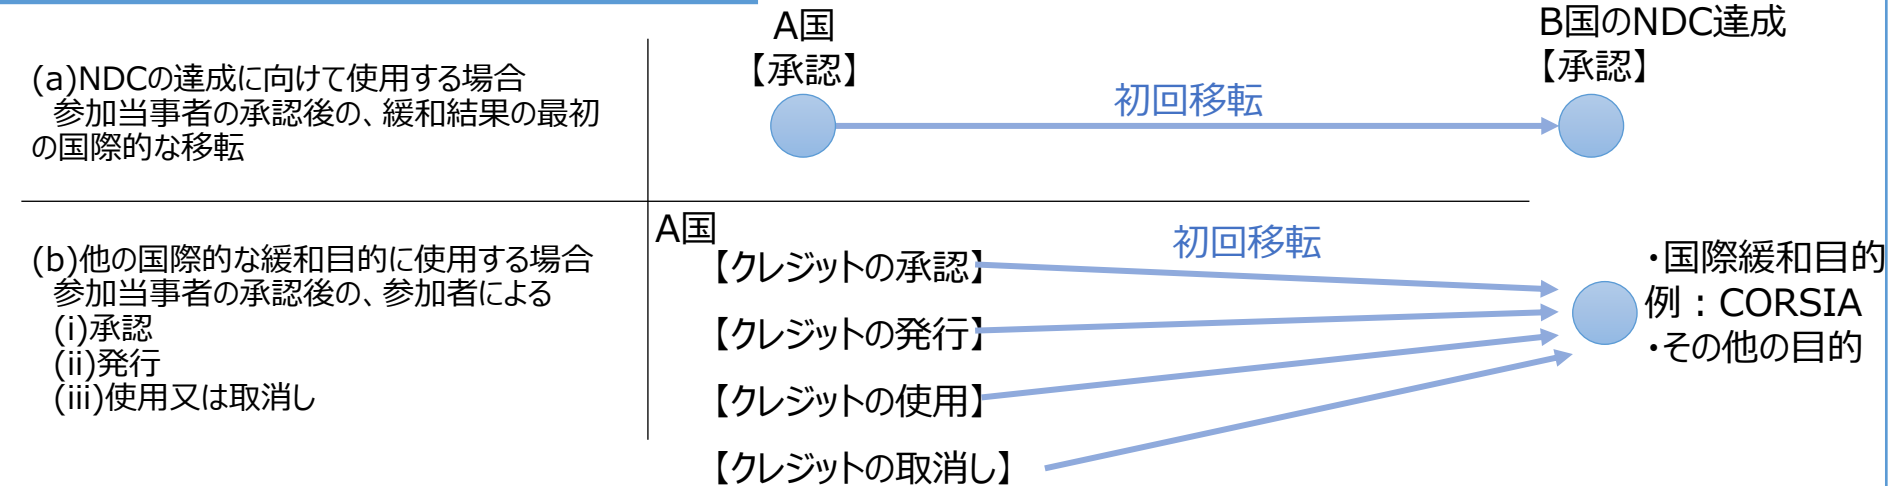 A国
【承認】
B国のNDC達成
【承認】
(a)NDCの達成に向けて使用する場合
参加当事者の承認後の、緩和結果の最初
の国際的な移転
初回移転
(b)他の国際的な緩和目的に使用する場合
参加当事者の承認後の、参加者による
(i)承認
(ii)発行
(iii)使用又は取消し
A国
【クレジットの承認】
【クレジットの発行】
【クレジットの使用】
【クレジットの取消し】
初回移転
・国際緩和目的
例：CORSIA
・その他の目的